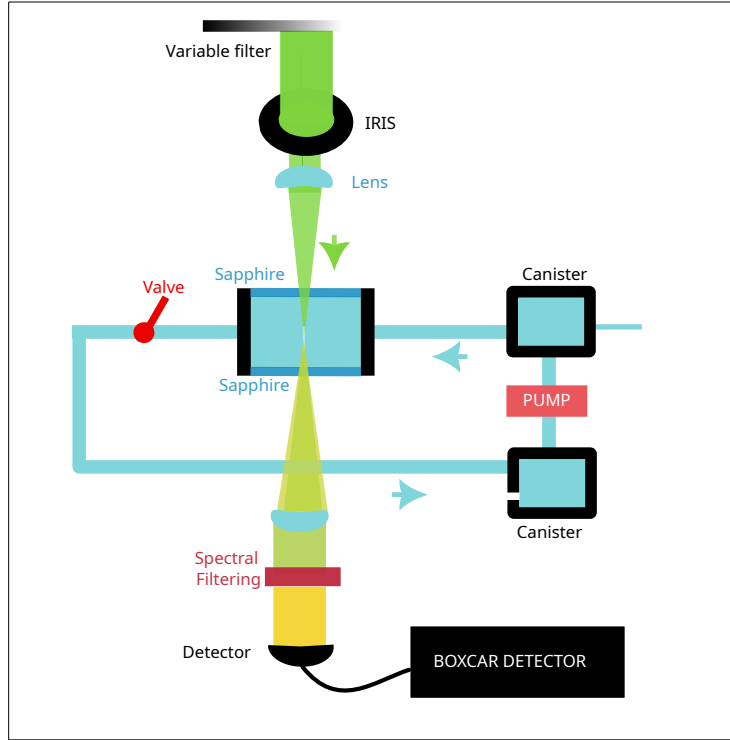 Variable filter
IRIS
Lens
Sapphire
Canister
Valve
Sapphire
PUMP
Canister
Spectral
Filtering
Detector
BOXCAR DETECTOR